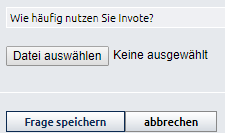 Wie häufig nutzen Sie Invote?
Datei auswählen Keine ausgewählt
Frage speichern abbrechen